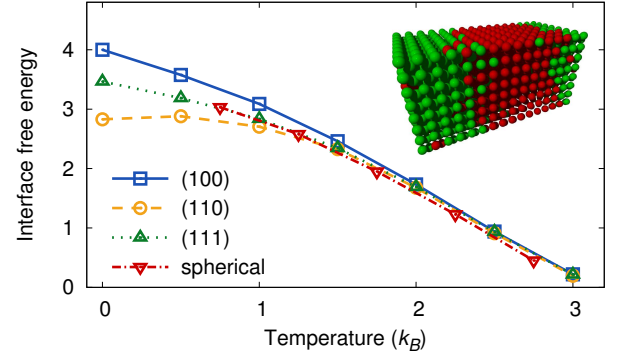 Interface free energy
4
3
2
1
0
(100)
(110)
(111)
spherical
0 1 2 3
Temperature (k_B)